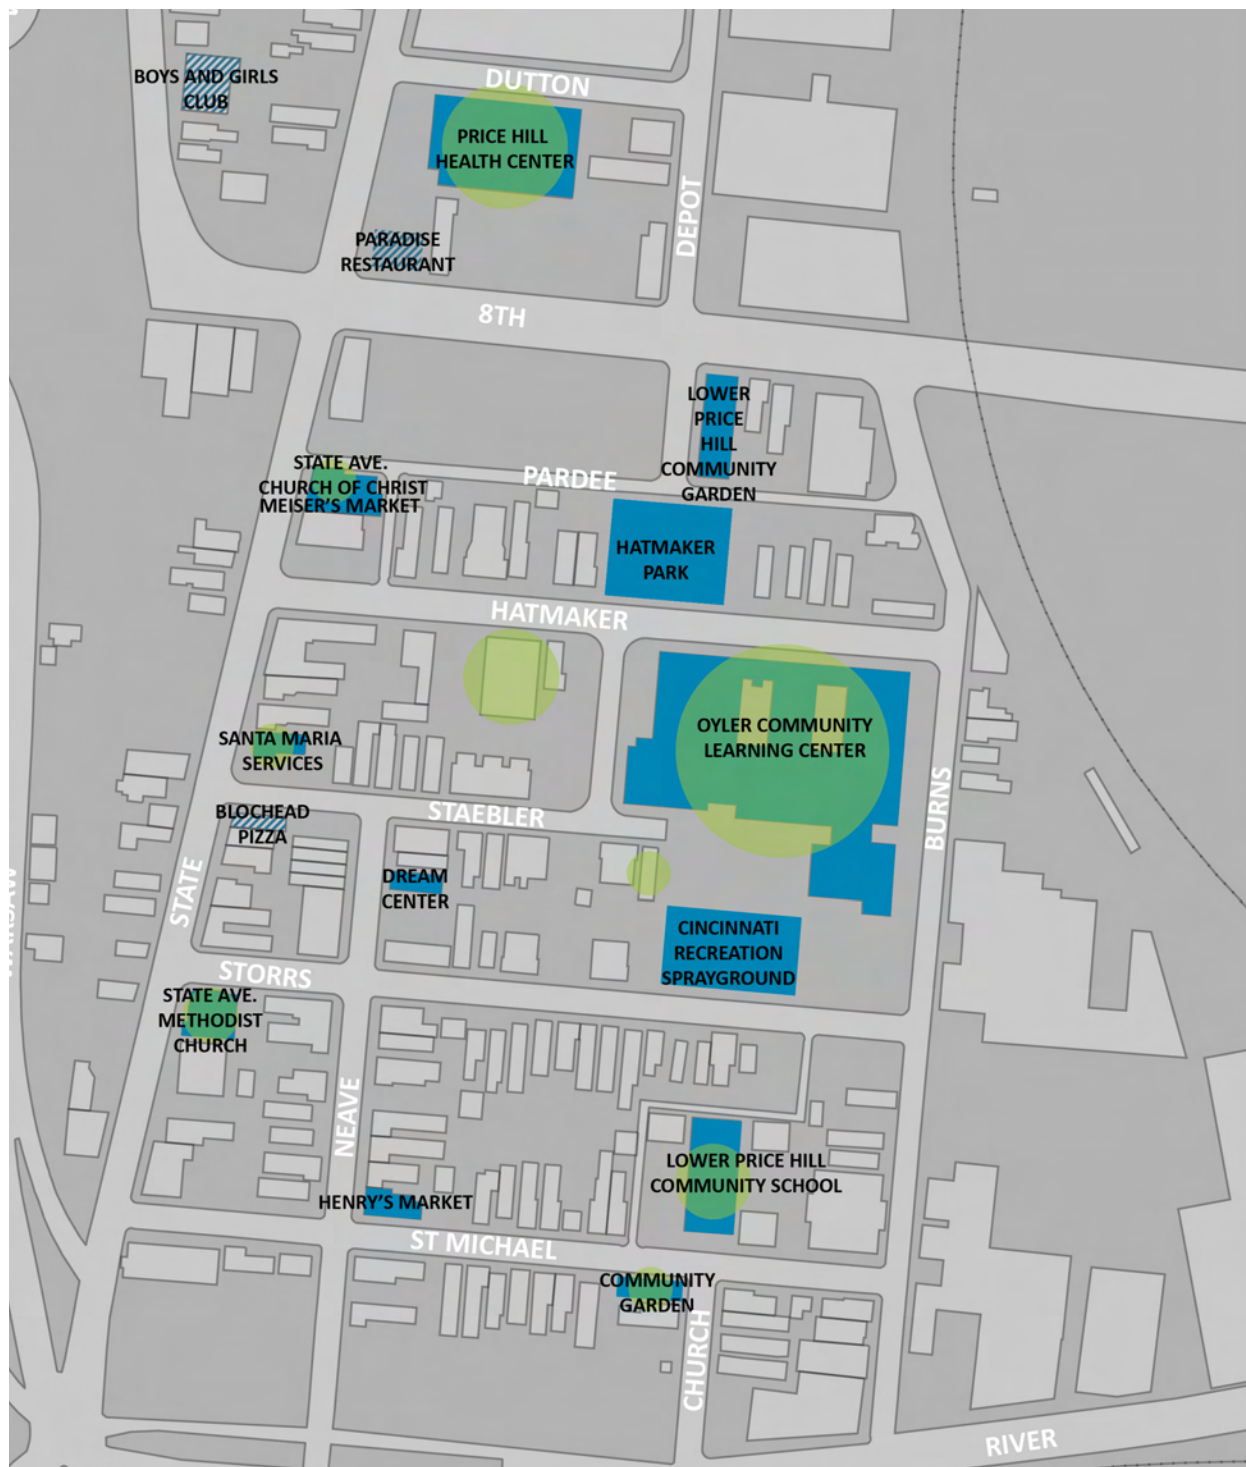 DUTTON
BOYS AND GIRLS
CLUB
PRICE HILL
HEALTH CENTER
DEPOT
PARADISE
RESTAURANT
8TH
LOWER
PRICE
HILL
COMMUNITY
GARDEN
STATE AVE.
CHURCH OF CHRIST
MEISER'S MARKET
PARDEE
HATMAKER
PARK
HATMAKER
OYLER COMMUNITY
LEARNING CENTER
SANTA MARIA
SERVICES
BURNS
BLOCHEAD
PIZZA
STAEBLER
STATE
DREAM
CENTER
WARSAW
CINCINNATI
RECREATION
SPRAYGROUND
STORRS
STATE AVE.
METHODIST
CHURCH
NEAVE
LOWER PRICE HILL
COMMUNITY SCHOOL
HENRY'S MARKET
ST MICHAEL
COMMUNITY
GARDEN
CHURCH
RIVER